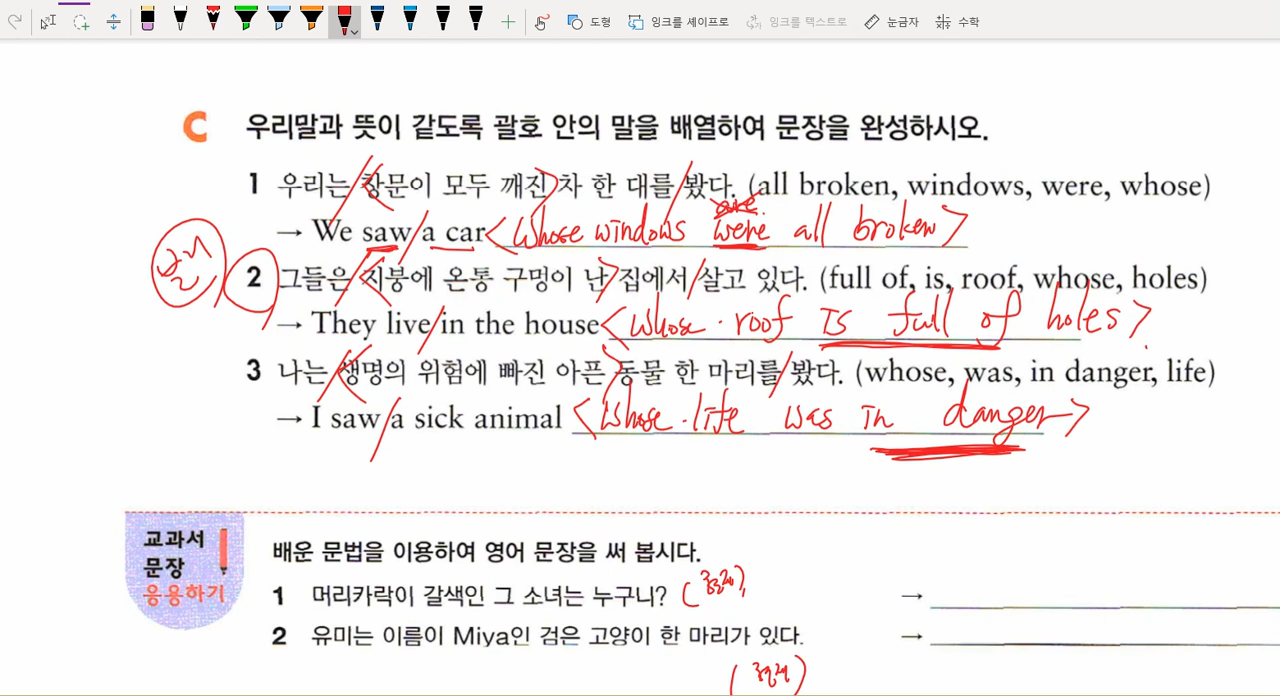 도형 잉크를 셰이프로 잉크를 텍스트로 눈금자 수학
C 우리말과 뜻이 같도록 괄호 안의 말을 배열하여 문장을 완성하시오.
1 우리는 창문이 모두 깨진 차 한 대를 봤다. (all broken, windows, were, whose)
are
→ We saw a car <whose windows were all broken>
2 그들은 지붕에 온통 구멍이 난 집에서 살고 있다. (full of, is, roof, whose, holes)
→ They live in the house <whose roof is full of holes>
3 나는 생명의 위험에 빠진 아픈 동물 한 마리를 봤다. (whose, was, in danger, life)
→ I saw a sick animal <whose life was in danger>
교과서
문장
응용하기
배운 문법을 이용하여 영어 문장을 써 봅시다.
1 머리카락이 갈색인 그 소녀는 누구니? →
2 유미는 이름이 Miya인 검은 고양이 한 마리가 있다. →